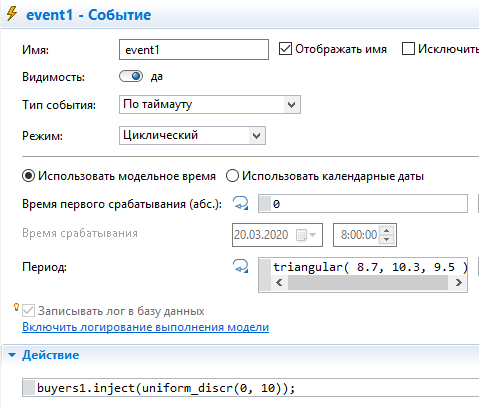 event1 - Событие
Имя: event1 Отображать имя Исключить
Видимость: да
Тип события: По таймауту
Режим: Циклический
Использовать модельное время Использовать календарные даты
Время первого срабатывания (абс.): 0
Время срабатывания 20.03.2020 8:00:00
Период: triangular( 8.7, 10.3, 9.5 )
Записывать лог в базу данных
Включить логирование выполнения модели
Действие
buyers1.inject(uniform_discr(0, 10));